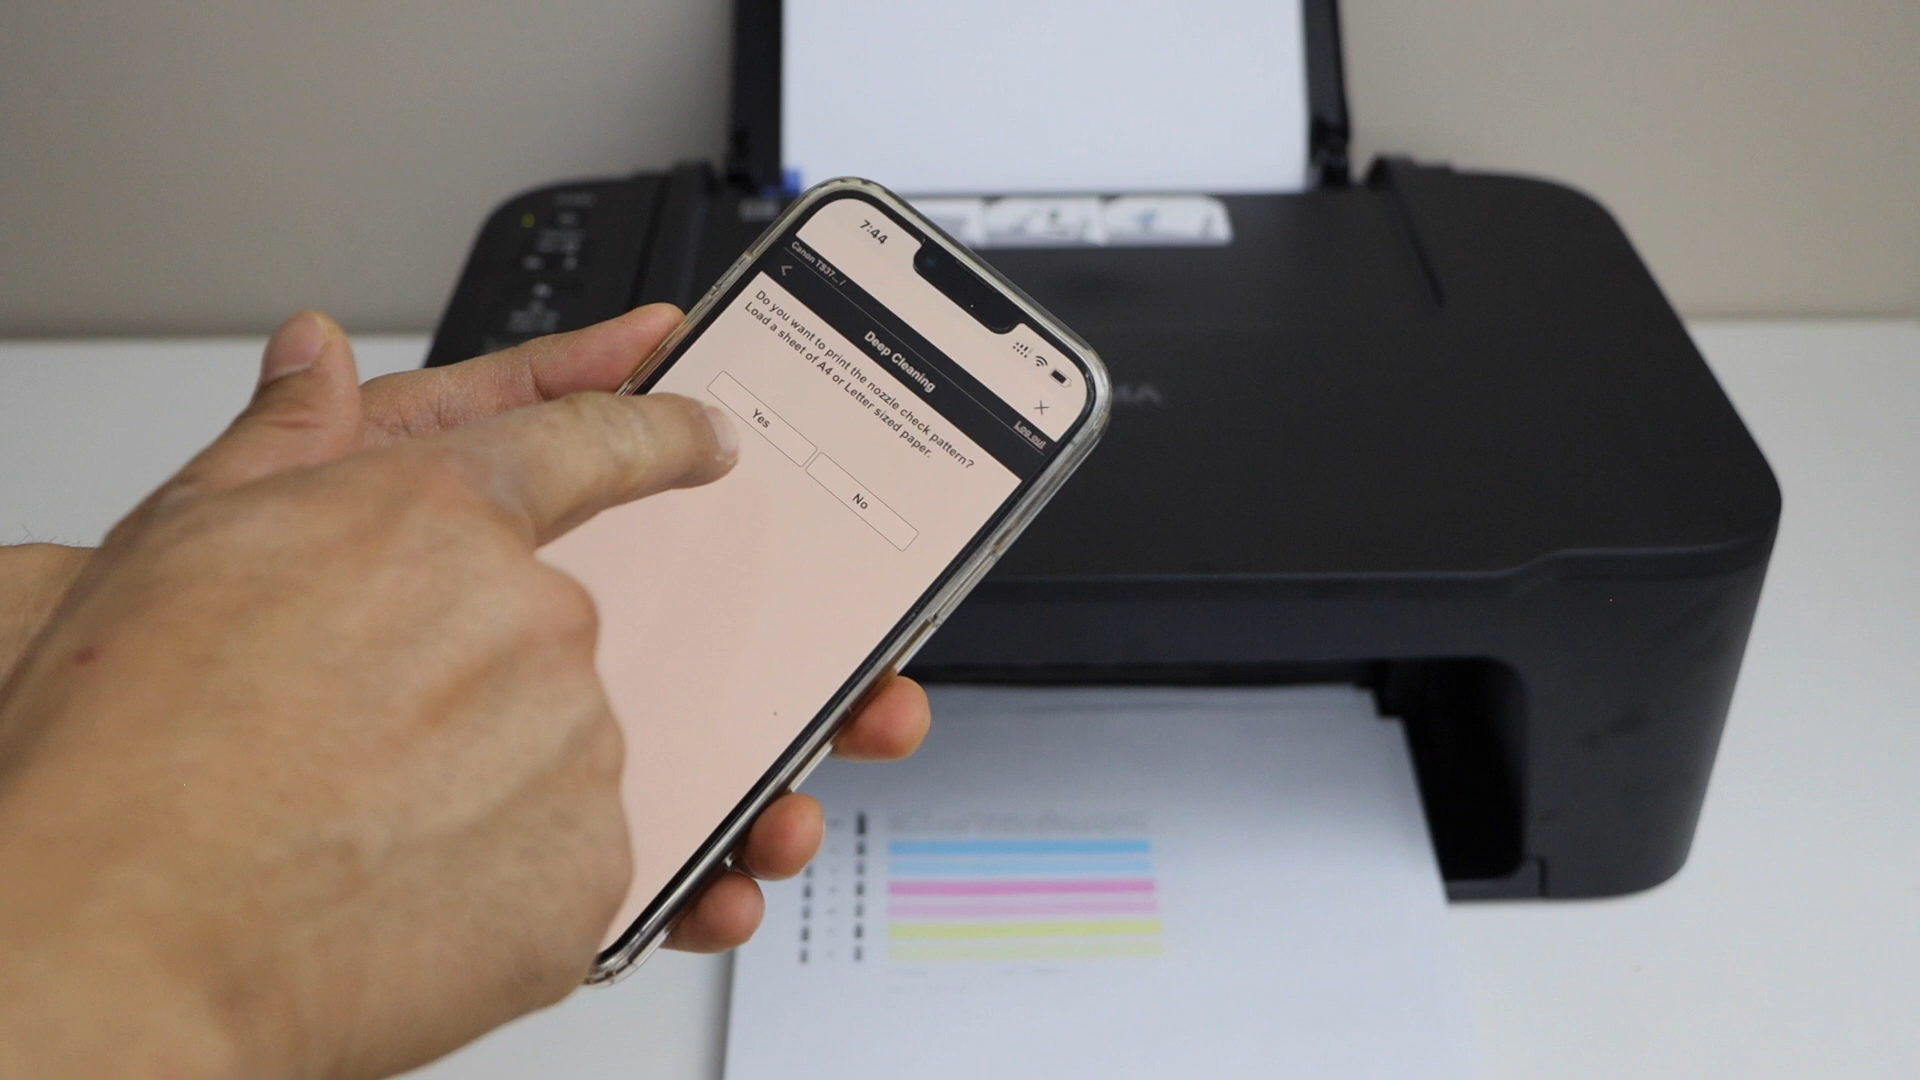 7:44
Canon TS37... /
Deep Cleaning
Log out
Do you want to print the nozzle check pattern?
Load a sheet of A4 or Letter sized paper.
Yes
No